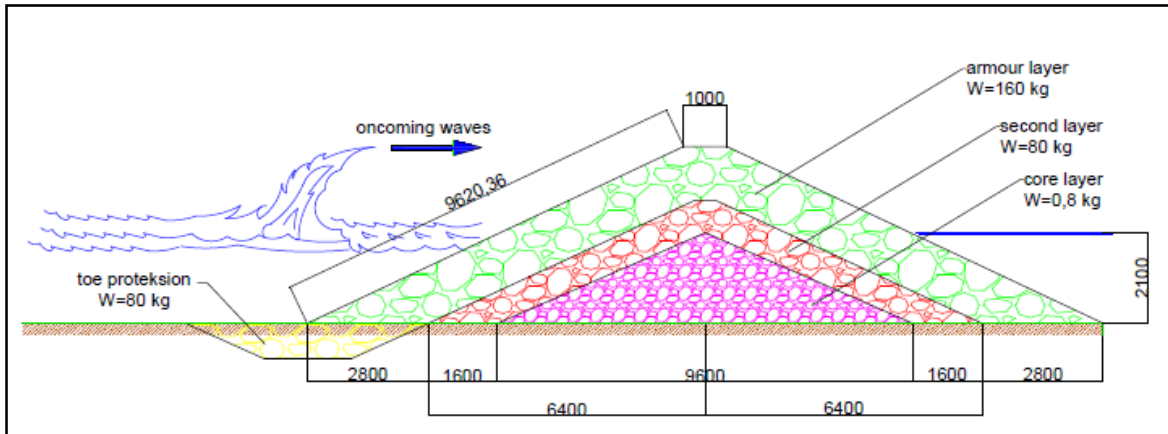 armour layer
W=160 kg
1000
oncoming waves
second layer
W=80 kg
core layer
W=0,8 kg
9620,36
toe proteksion
W=80 kg
2100
2800
1600
9600
1600
2800
6400
6400